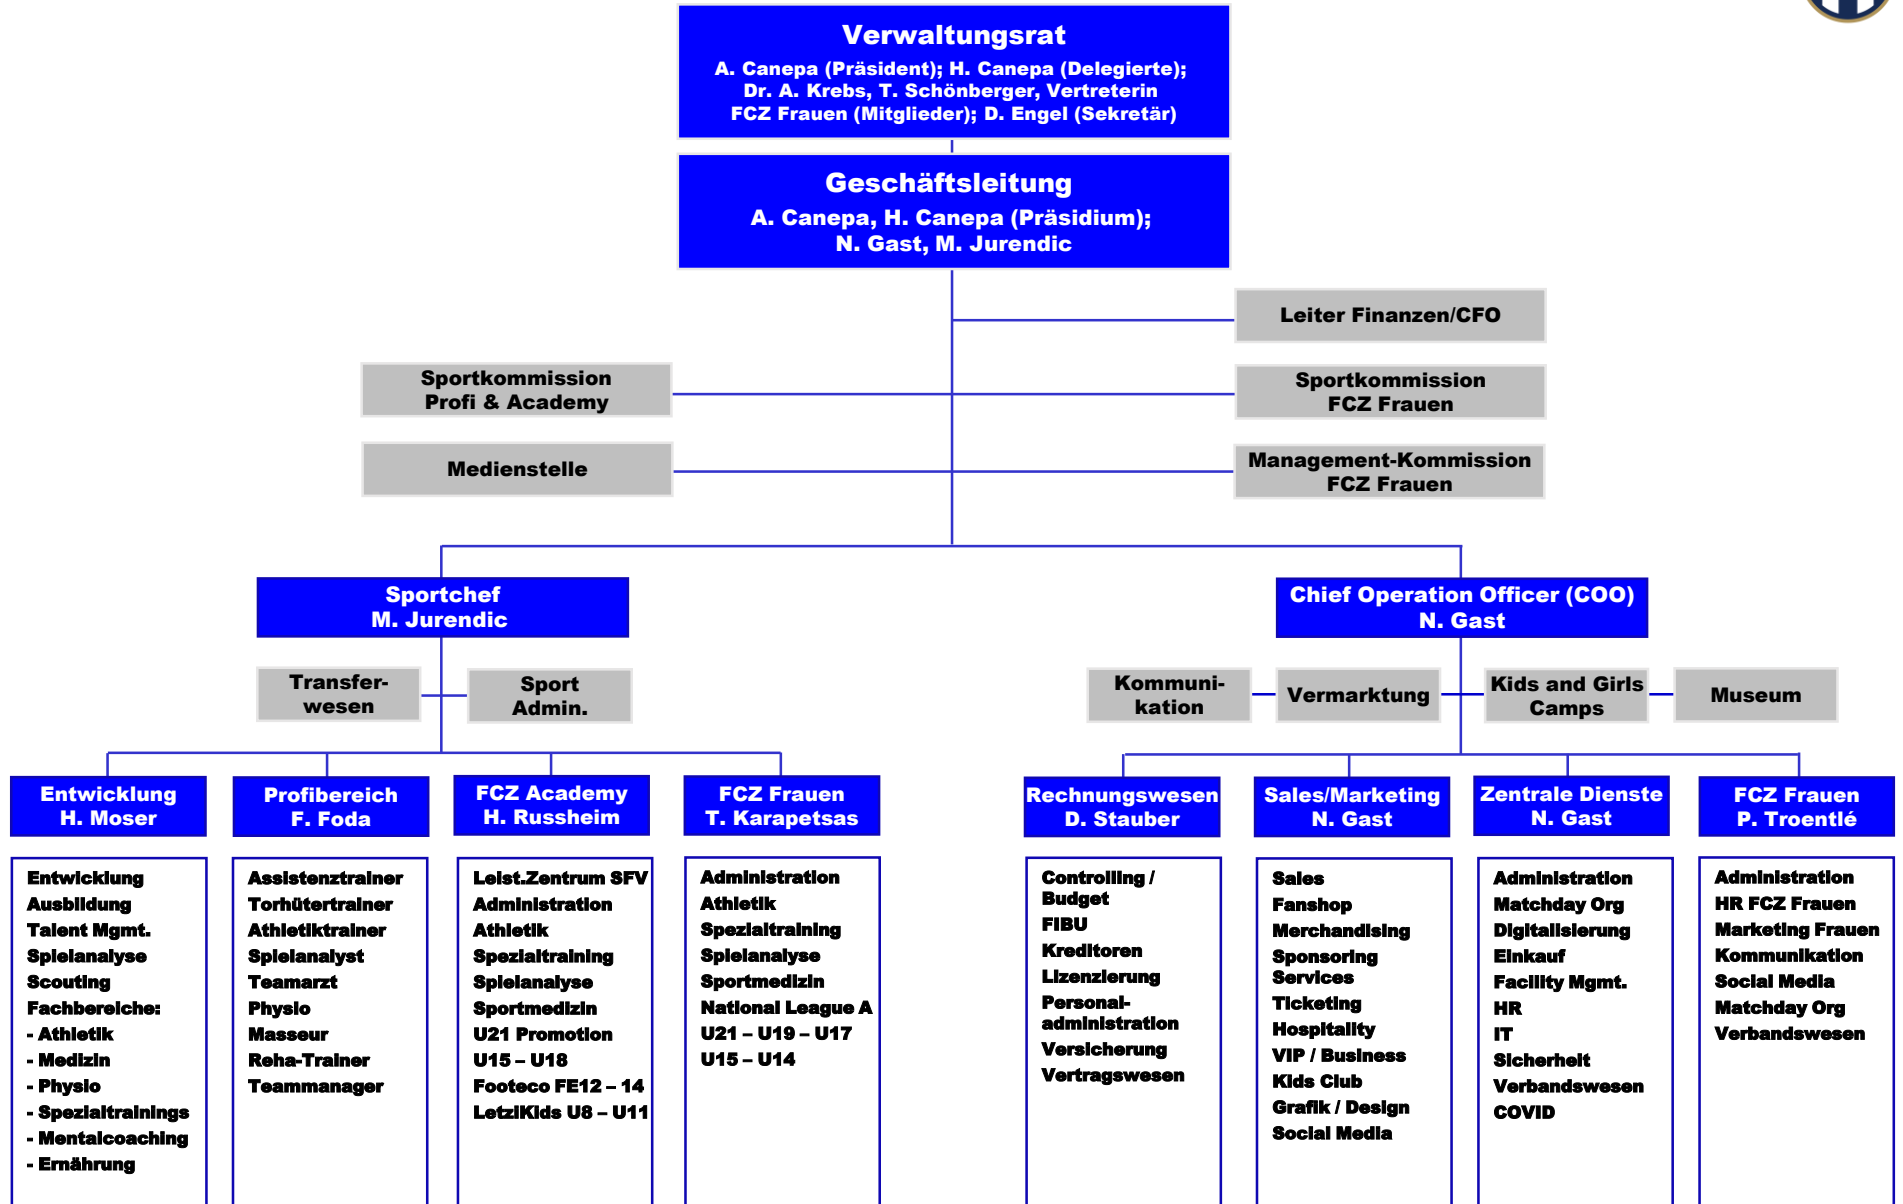 Verwaltungsrat
A. Canepa (Präsident); H. Canepa (Delegierte);
Dr. A. Krebs, T. Schönberger, Vertreterin
FCZ Frauen (Mitglieder); D. Engel (Sekretär)
Geschäftsleitung
A. Canepa, H. Canepa (Präsidium);
N. Gast, M. Jurendic
Leiter Finanzen/CFO
Sportkommission
Profi & Academy
Sportkommission
FCZ Frauen
Medienstelle
Management-Kommission
FCZ Frauen
Sportchef
M. Jurendic
Chief Operation Officer (COO)
N. Gast
Transfer-
wesen
Sport
Admin.
Kommuni-
kation
Vermarktung
Kids and Girls
Camps
Museum
Entwicklung
H. Moser
Entwicklung
Ausbildung
Talent Mgmt.
Spielanalyse
Scouting
Fachbereiche:
- Athletik
- Medizin
- Physio
- Spezialtrainings
- Mentalcoaching
- Ernährung
Profibereich
F. Foda
Assistenztrainer
Torhütertrainer
Athletiktrainer
Spielanalyst
Teamarzt
Physio
Masseur
Reha-Trainer
Teammanager
FCZ Academy
H. Russheim
Leist.Zentrum SFV
Administration
Athletik
Spezialtraining
Spielanalyse
Sportmedizin
U21 Promotion
U15 – U18
Footeco FE12 – 14
LetziKids U8 – U11
FCZ Frauen
T. Karapetsas
Administration
Athletik
Spezialtraining
Spielanalyse
Sportmedizin
National League A
U21 – U19 – U17
U15 – U14
Rechnungswesen
D. Stauber
Controlling /
Budget
FIBU
Kreditoren
Lizenzierung
Personal-
administration
Versicherung
Vertragswesen
Sales/Marketing
N. Gast
Sales
Fanshop
Merchandising
Sponsoring
Services
Ticketing
Hospitality
VIP / Business
Kids Club
Grafik / Design
Social Media
Zentrale Dienste
N. Gast
Administration
Matchday Org
Digitalisierung
Einkauf
Facility Mgmt.
HR
IT
Sicherheit
Verbandswesen
COVID
FCZ Frauen
P. Troentlé
Administration
HR FCZ Frauen
Marketing Frauen
Kommunikation
Social Media
Matchday Org
Verbandswesen